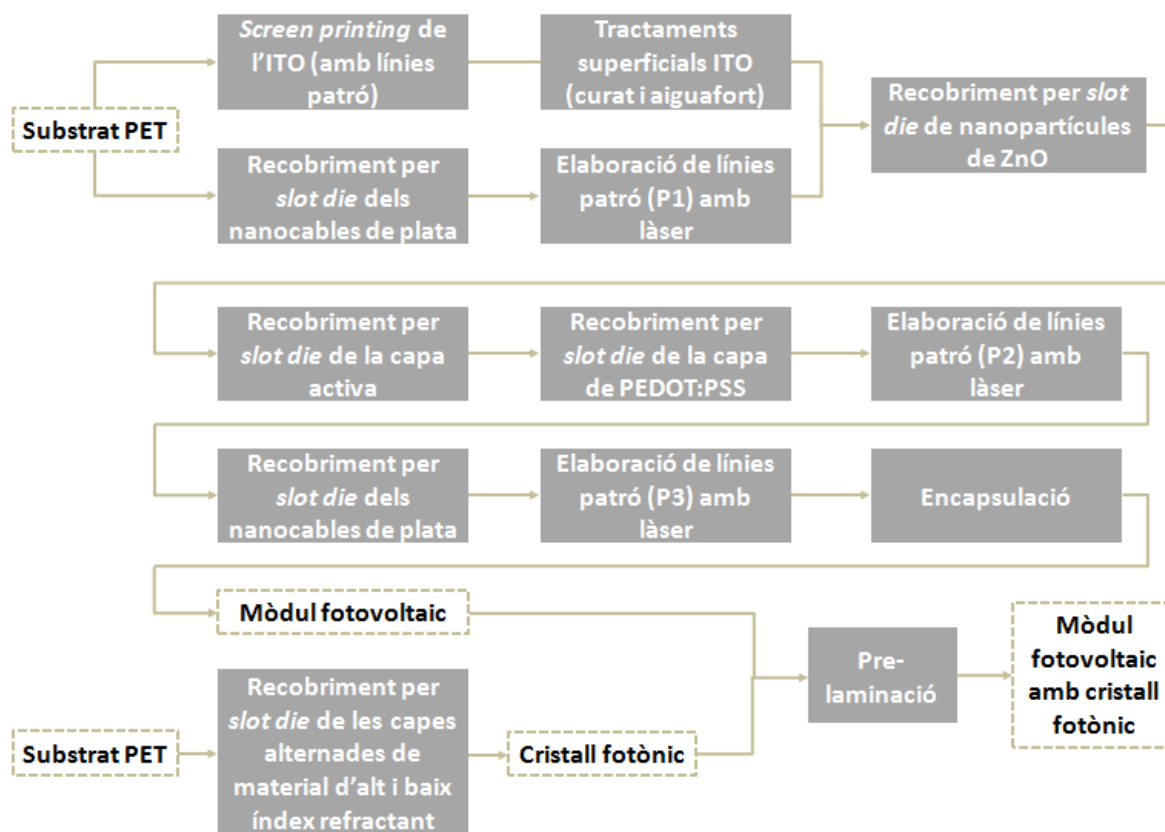 Screen printing de
l'ITO (amb línies
patró)
Tractaments
superficials ITO
(curat i aiguafort)
Substrat PET
Recobriment per slot
die de nanopartícules
de ZnO
Recobriment per
slot die dels
nanocables de plata
Elaboració de línies
patró (P1) amb
làser
Recobriment per
slot die de la capa
activa
Recobriment per
slot die de la capa
de PEDOT:PSS
Elaboració de línies
patró (P2) amb
làser
Recobriment per
slot die dels
nanocables de plata
Elaboració de línies
patró (P3) amb
làser
Encapsulació
Mòdul fotovoltaic
Substrat PET
Recobriment per
slot die de les capes
alternades de
material d'alt i baix
índex refractant
Cristall fotònic
Pre-
laminació
Mòdul
fotovoltaic
amb cristall
fotònic